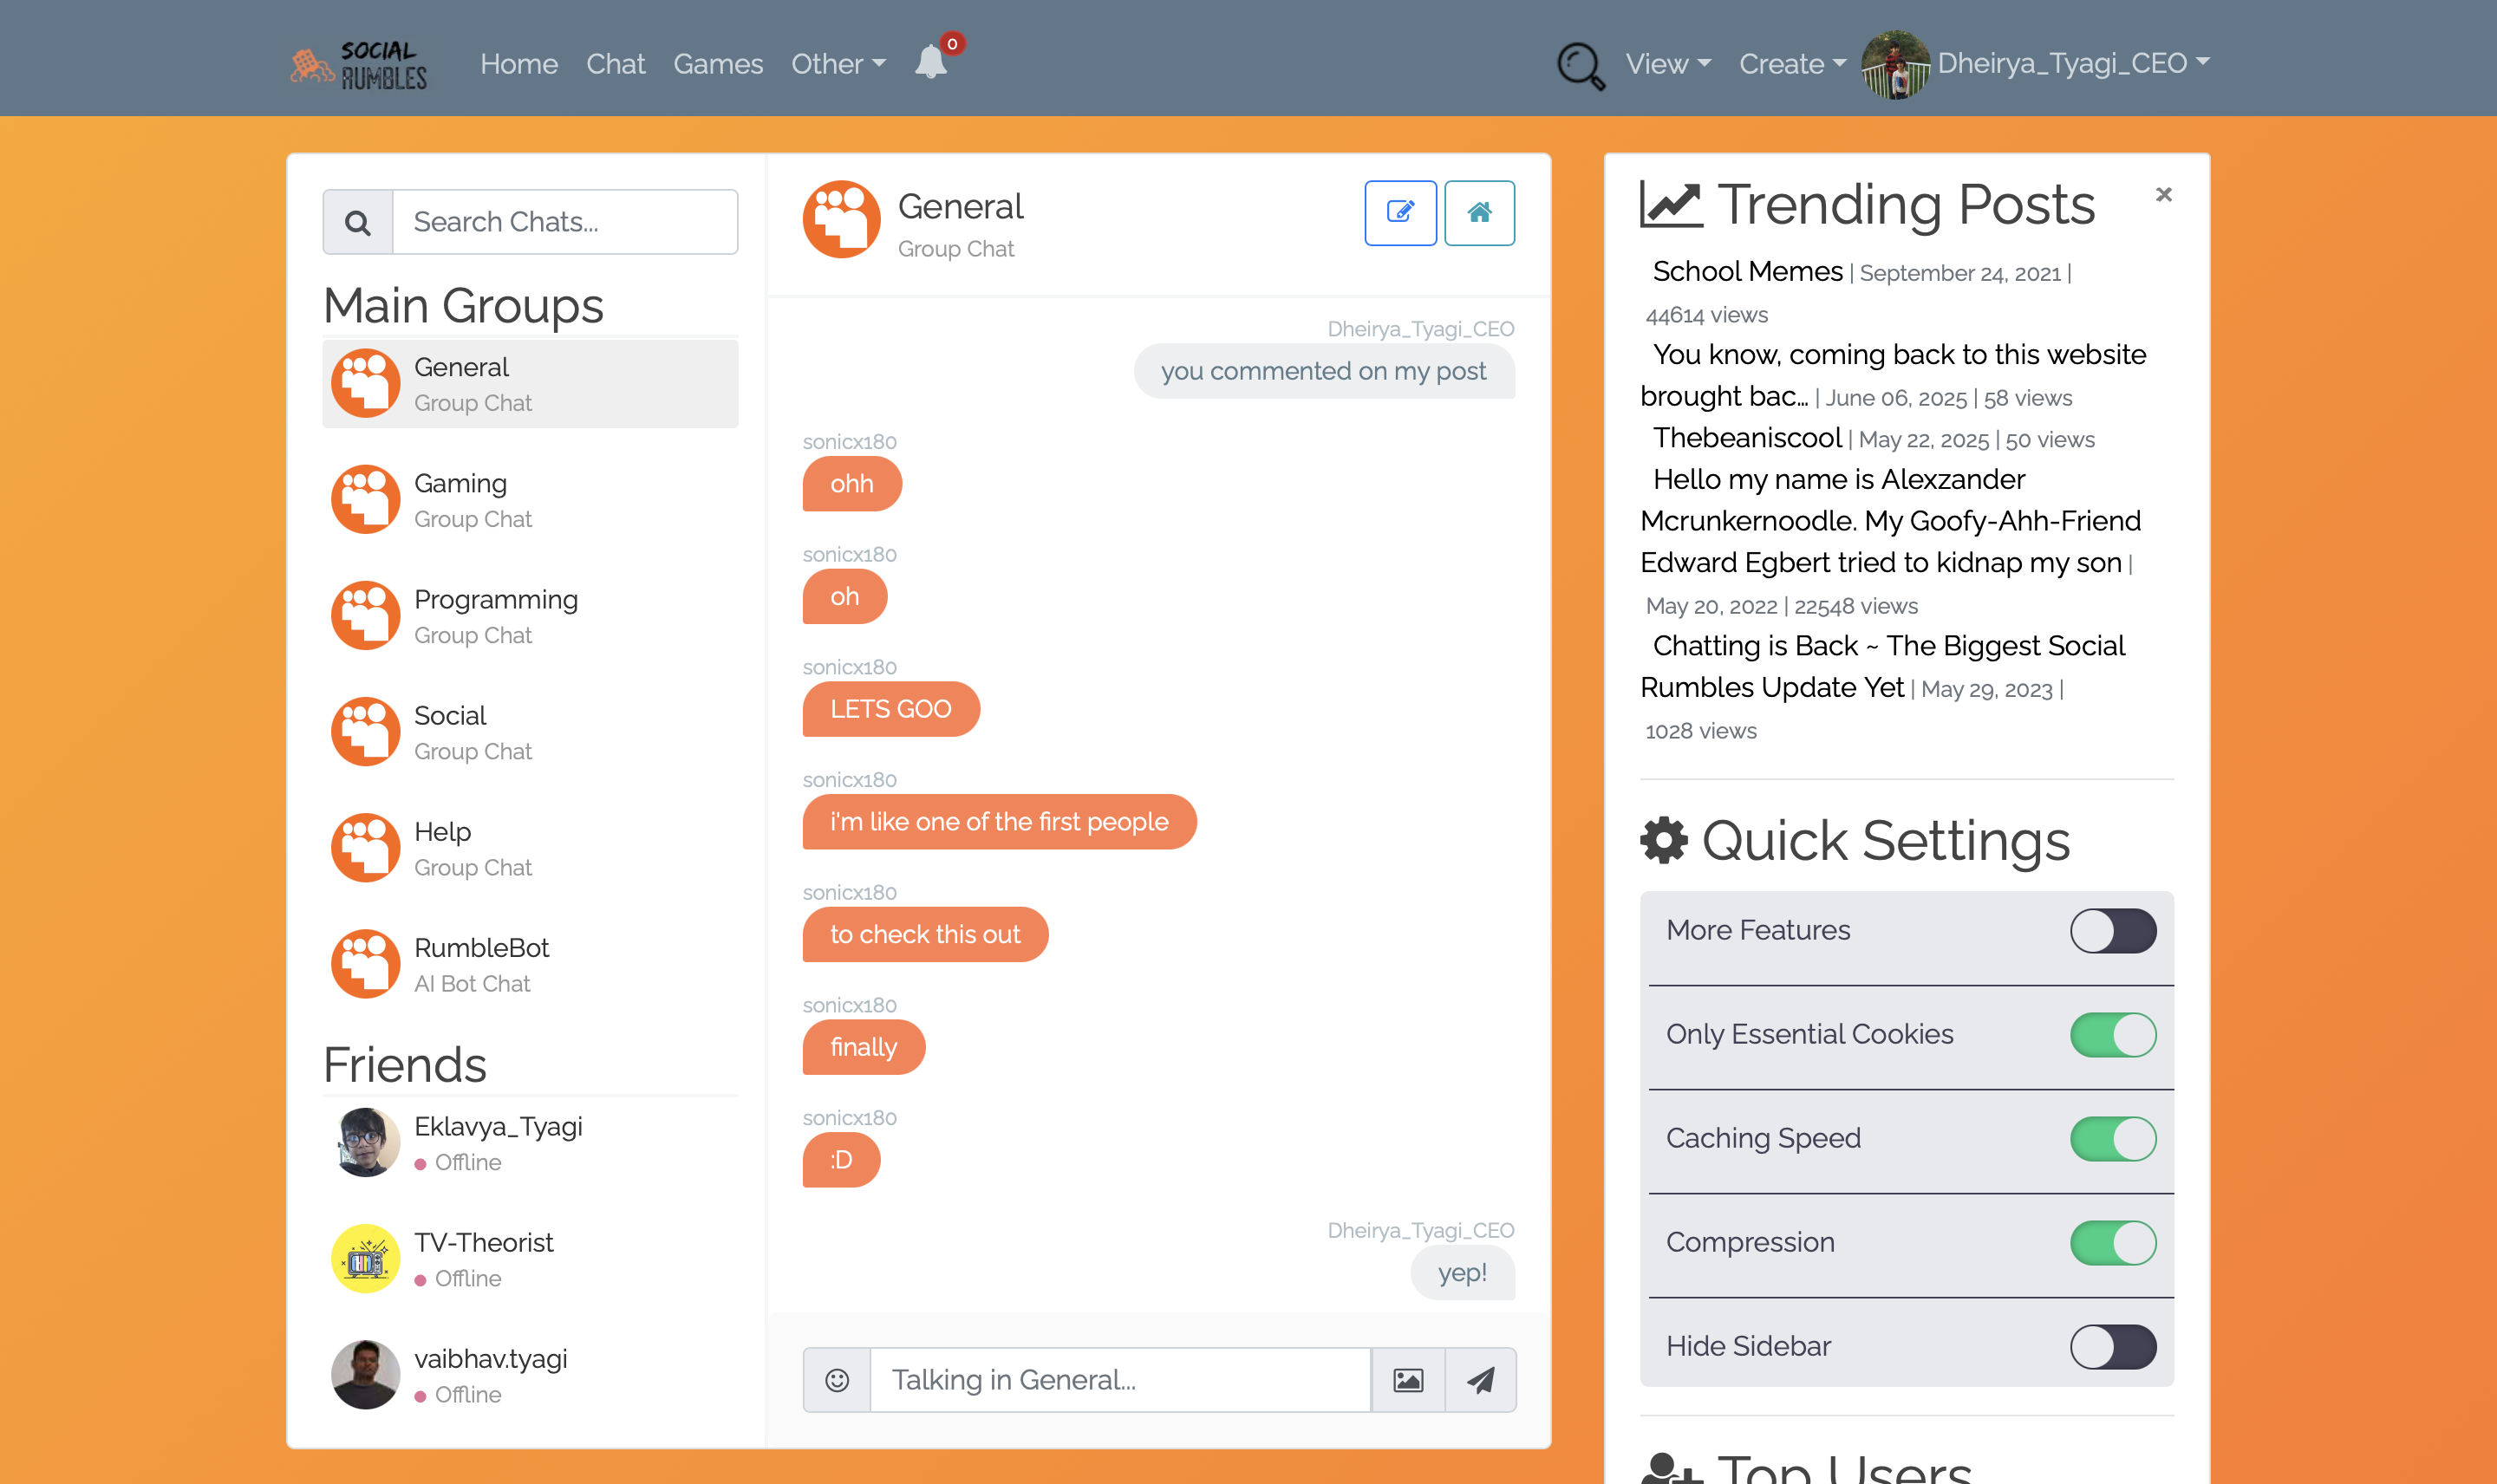 SOCIAL
RUMBLES
Home
Chat
Games
Other
0
View
Create
Dheirya_Tyagi_CEO
Search Chats...
Main Groups
General
Group Chat
Gaming
Group Chat
Programming
Group Chat
Social
Group Chat
Help
Group Chat
RumbleBot
AI Bot Chat
Friends
Eklavya_Tyagi
Offline
TV-Theorist
Offline
vaibhav.tyagi
Offline
General
Group Chat
Dheirya_Tyagi_CEO
you commented on my post
sonicx180
ohh
sonicx180
oh
sonicx180
LETS GOO
sonicx180
i'm like one of the first people
sonicx180
to check this out
sonicx180
finally
sonicx180
:D
Dheirya_Tyagi_CEO
yep!
Talking in General...
Trending Posts ×
School Memes | September 24, 2021 |
44614 views
You know, coming back to this website
brought bac... | June 06, 2025 | 58 views
Thebeaniscool | May 22, 2025 | 50 views
Hello my name is Alexzander
Mcrunkernoodle. My Goofy-Ahh-Friend
Edward Egbert tried to kidnap my son |
May 20, 2022 | 22548 views
Chatting is Back ~ The Biggest Social
Rumbles Update Yet | May 29, 2023 |
1028 views
Quick Settings
More Features
Only Essential Cookies
Caching Speed
Compression
Hide Sidebar
Top Users